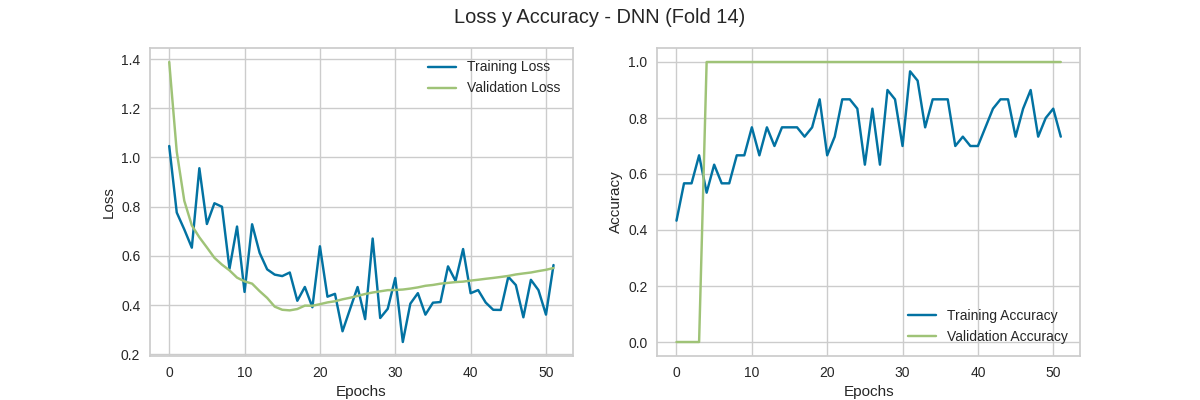 Loss y Accuracy - DNN (Fold 14)
1.4
1.2
1.0
0.8
0.6
0.4
0.2
Loss
0 10 20 30 40 50
Epochs
Training Loss
Validation Loss
1.0
0.8
0.6
0.4
0.2
0.0
Accuracy
0 10 20 30 40 50
Epochs
Training Accuracy
Validation Accuracy